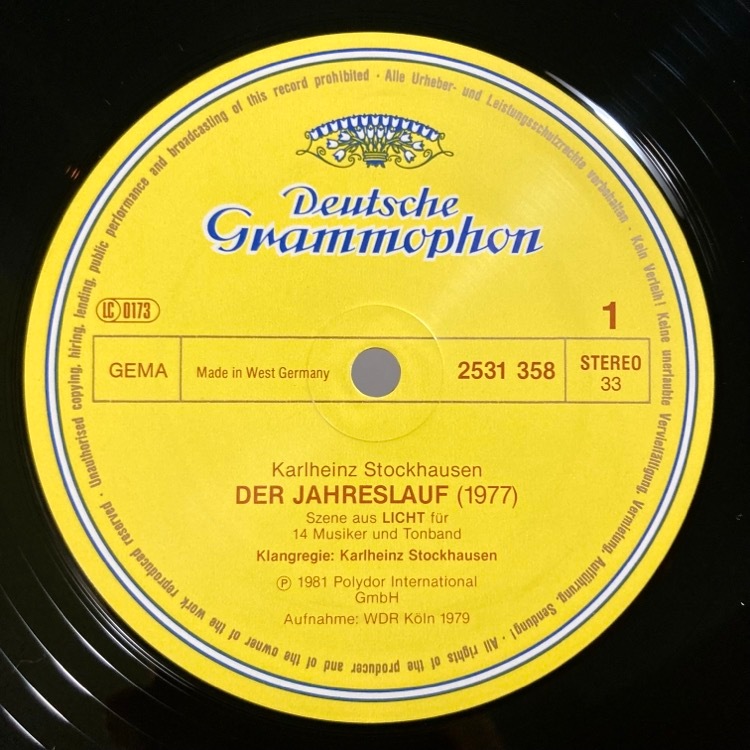 Deutsche
Grammophon
LC 0173
1
GEMA
Made in West Germany
2531 358
STEREO
33
Karlheinz Stockhausen
DER JAHRESLAUF (1977)
Szene aus LICHT für
14 Musiker und Tonband
Klangregie: Karlheinz Stockhausen
Ⓟ 1981 Polydor International
GmbH
Aufnahme: WDR Köln 1979
Alle Urheber- und Leistungsschutzrechte vorbehalten · Kein Verleih! Keine unerlaubte Vervielfältigung, Vermietung, Aufführung, Sendung! · All rights of the producer and of the owner of the work reproduced reserved · Unauthorised copying, hiring, lending, public performance and broadcasting of this record prohibited ·